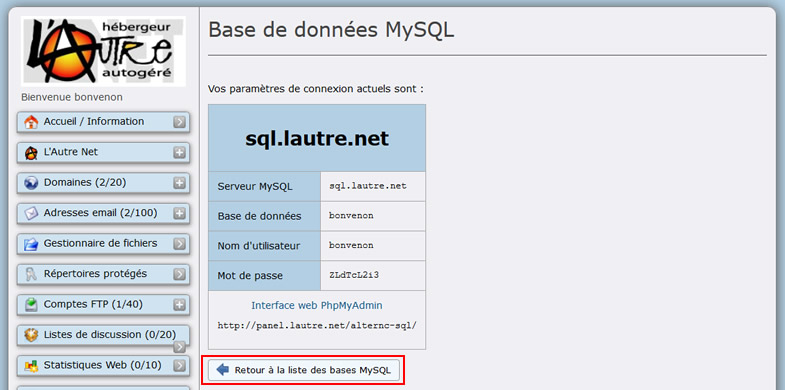 hébergeur
L'Autre
autogéré
Bienvenue bonvenon
Accueil / Information
L'Autre Net
Domaines (2/20)
Adresses email (2/100)
Gestionnaire de fichiers
Répertoires protégés
Comptes FTP (1/40)
Listes de discussion (0/20)
Statistiques Web (0/10)
Base de données MySQL
Vos paramètres de connexion actuels sont :
sql.lautre.net
Serveur MySQL sql.lautre.net
Base de données bonvenon
Nom d'utilisateur bonvenon
Mot de passe ZLdTcL2i3
Interface web PhpMyAdmin
http://panel.lautre.net/alternc-sql/
Retour à la liste des bases MySQL